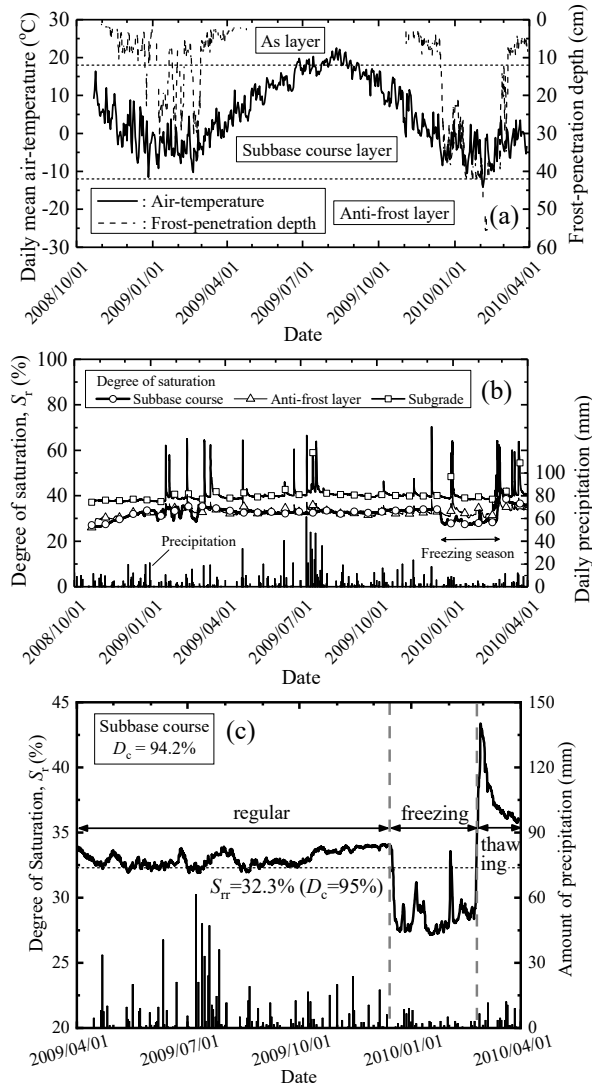 Daily mean air-temperature (°C)
30
20
10
0
-10
-20
-30
As layer
Subbase course layer
Anti-frost layer
: Air-temperature
: Frost-penetration depth
(a)
0
10
20
30
40
50
60
Frost-penetration depth (cm)
2008/10/01
2009/01/01
2009/04/01
2009/07/01
2009/10/01
2010/01/01
2010/04/01
Date
Degree of saturation, Sr (%)
100
80
60
40
20
0
Degree of saturation
Subbase course
Anti-frost layer
Subgrade
(b)
Precipitation
Freezing season
100
80
60
40
20
0
Daily precipitation (mm)
2008/10/01
2009/01/01
2009/04/01
2009/07/01
2009/10/01
2010/01/01
2010/04/01
Date
Degree of Saturation, Sr (%)
45
40
35
30
25
20
Subbase course
Dc = 94.2%
(c)
regular
freezing
thaw
ing
Srr=32.3% (Dc=95%)
150
120
90
60
30
0
Amount of precipitation (mm)
2009/04/01
2009/07/01
2009/10/01
2010/01/01
2010/04/01
Date